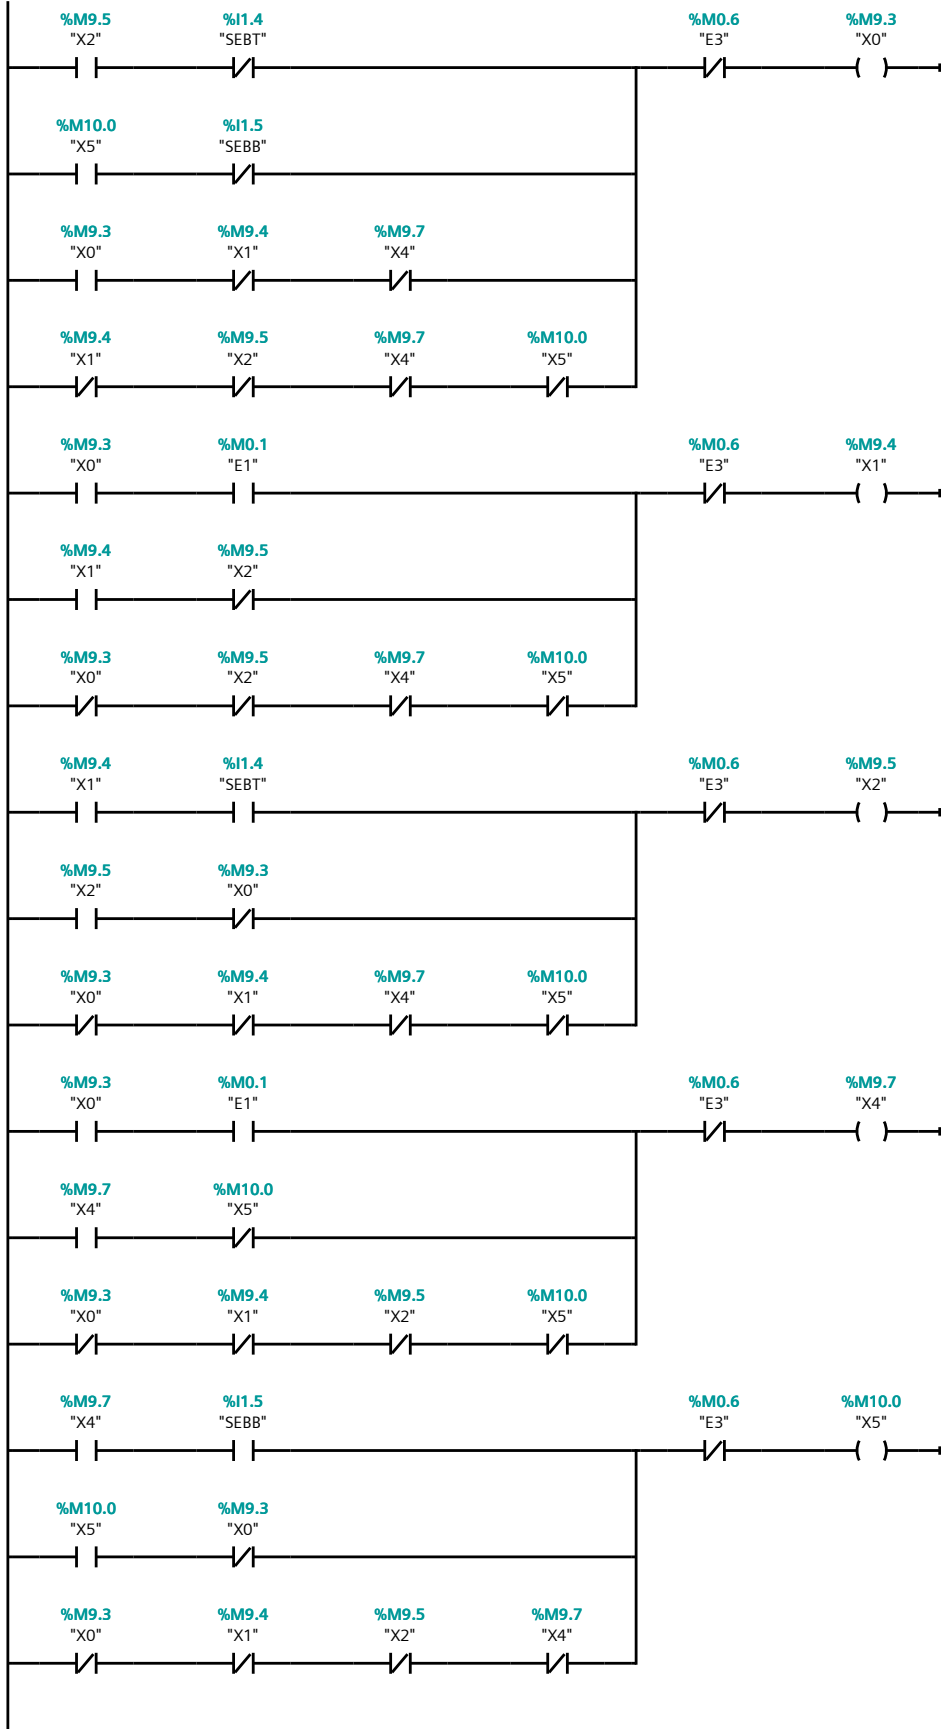 %M9.5 %I1.4 %M0.6 %M9.3
"X2" "SEBT" "E3" "X0"
%M10.0 %I1.5
"X5" "SEBB"
%M9.3 %M9.4 %M9.7
"X0" "X1" "X4"
%M9.4 %M9.5 %M9.7 %M10.0
"X1" "X2" "X4" "X5"
%M9.3 %M0.1 %M0.6 %M9.4
"X0" "E1" "E3" "X1"
%M9.4 %M9.5
"X1" "X2"
%M9.3 %M9.5 %M9.7 %M10.0
"X0" "X2" "X4" "X5"
%M9.4 %I1.4 %M0.6 %M9.5
"X1" "SEBT" "E3" "X2"
%M9.5 %M9.3
"X2" "X0"
%M9.3 %M9.4 %M9.7 %M10.0
"X0" "X1" "X4" "X5"
%M9.3 %M0.1 %M0.6 %M9.7
"X0" "E1" "E3" "X4"
%M9.7 %M10.0
"X4" "X5"
%M9.3 %M9.4 %M9.5 %M10.0
"X0" "X1" "X2" "X5"
%M9.7 %I1.5 %M0.6 %M10.0
"X4" "SEBB" "E3" "X5"
%M10.0 %M9.3
"X5" "X0"
%M9.3 %M9.4 %M9.5 %M9.7
"X0" "X1" "X2" "X4"